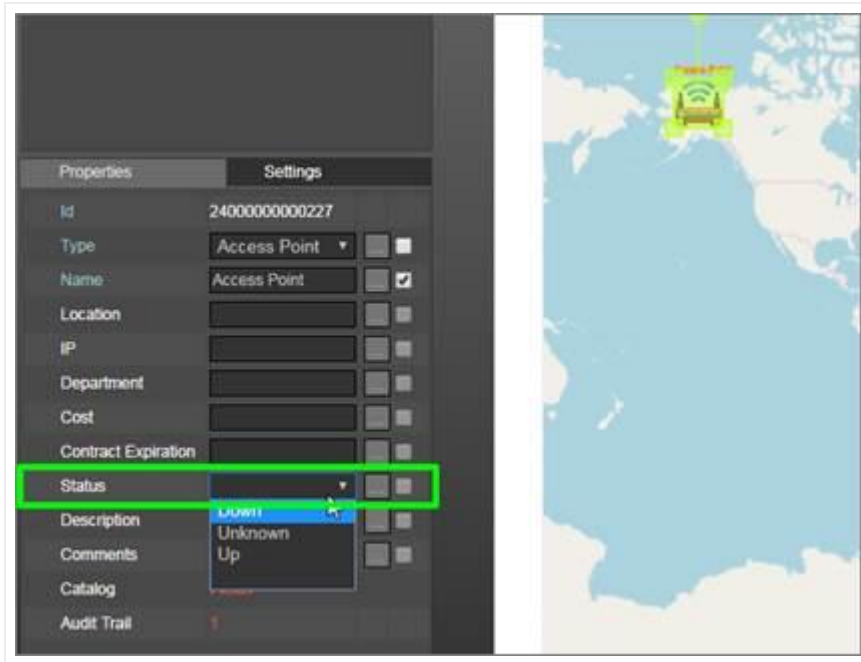 Properties Settings
Id 24000000000227
Type Access Point
Name Access Point
Location
IP
Department
Cost
Contract Expiration
Status
Down
Description
Unknown
Comments
Up
Catalog
Audit Trail 1